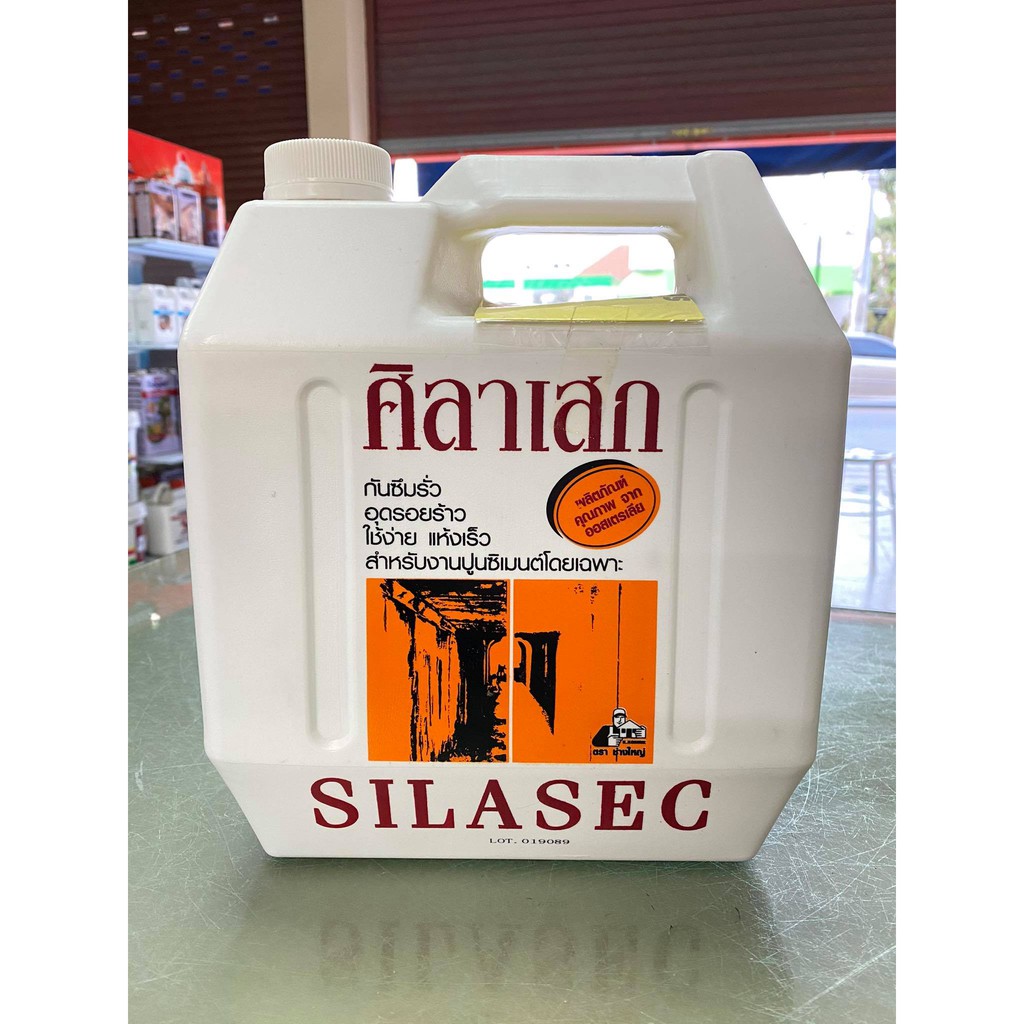 ศิลาเสก
กันซึมรั่ว
อุดรอยร้าว
ใช้ง่าย แห้งเร็ว
สำหรับงานปูนซิเมนต์โดยเฉพาะ
ผลิตภัณฑ์
คุณภาพ จาก
ออสเตรเลีย
ตรา ช่างใหญ่
SILASEC
LOT. 019089